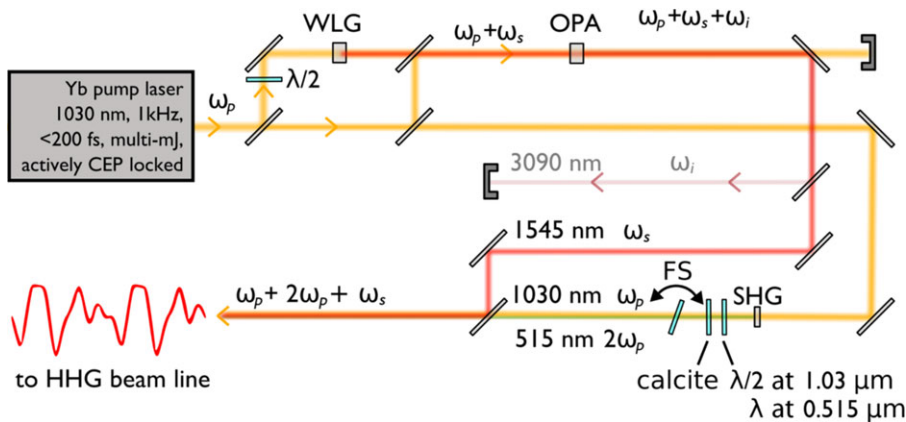 WLG
ωp+ωs
OPA
ωp+ωs+ωi
λ/2
Yb pump laser
1030 nm, 1kHz,
<200 fs, multi-mJ,
actively CEP locked
ωp
3090 nm ωi
1545 nm ωs
FS
ωp+ 2ωp+ ωs
1030 nm ωp
SHG
515 nm 2ωp
to HHG beam line
calcite λ/2 at 1.03 μm
λ at 0.515 μm